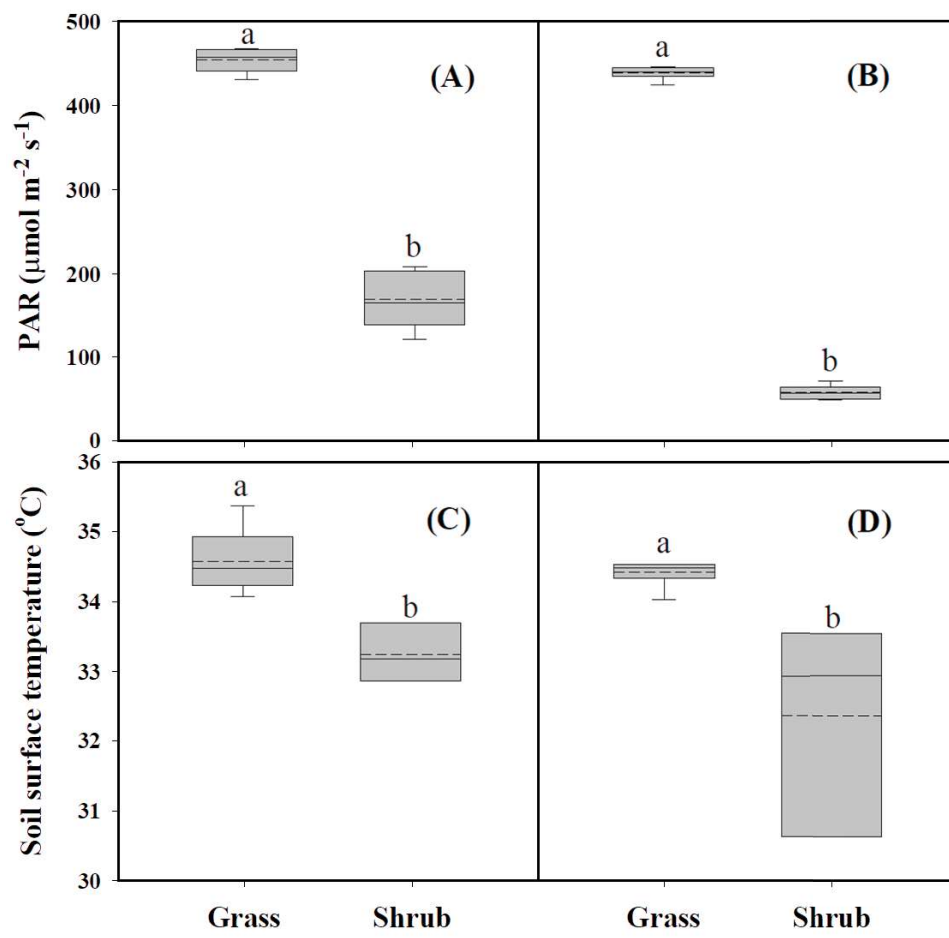 PAR (μmol m⁻² s⁻¹)
500
400
300
200
100
0
a
b
(A)
a
b
(B)
Soil surface temperature (°C)
36
35
34
33
32
31
30
a
b
(C)
a
b
(D)
Grass Shrub Grass Shrub